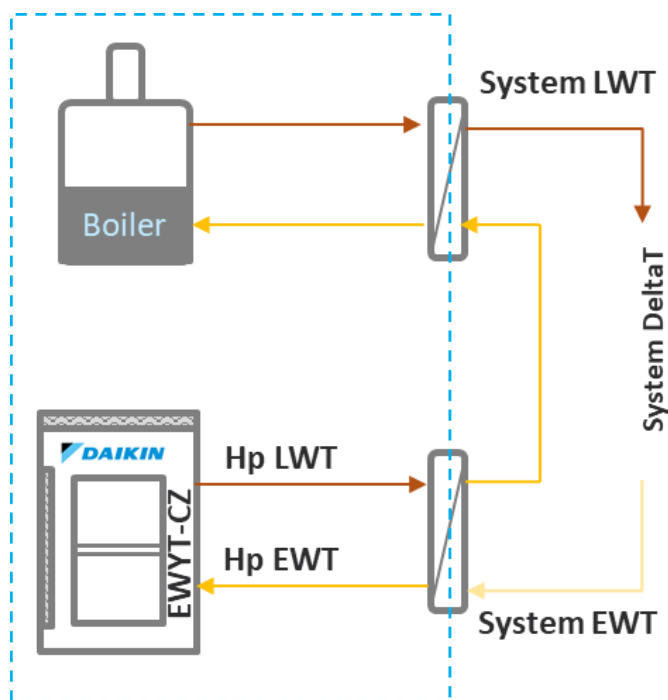 System LWT
Boiler
System DeltaT
DAIKIN
Hp LWT
EWYT-CZ
Hp EWT
System EWT